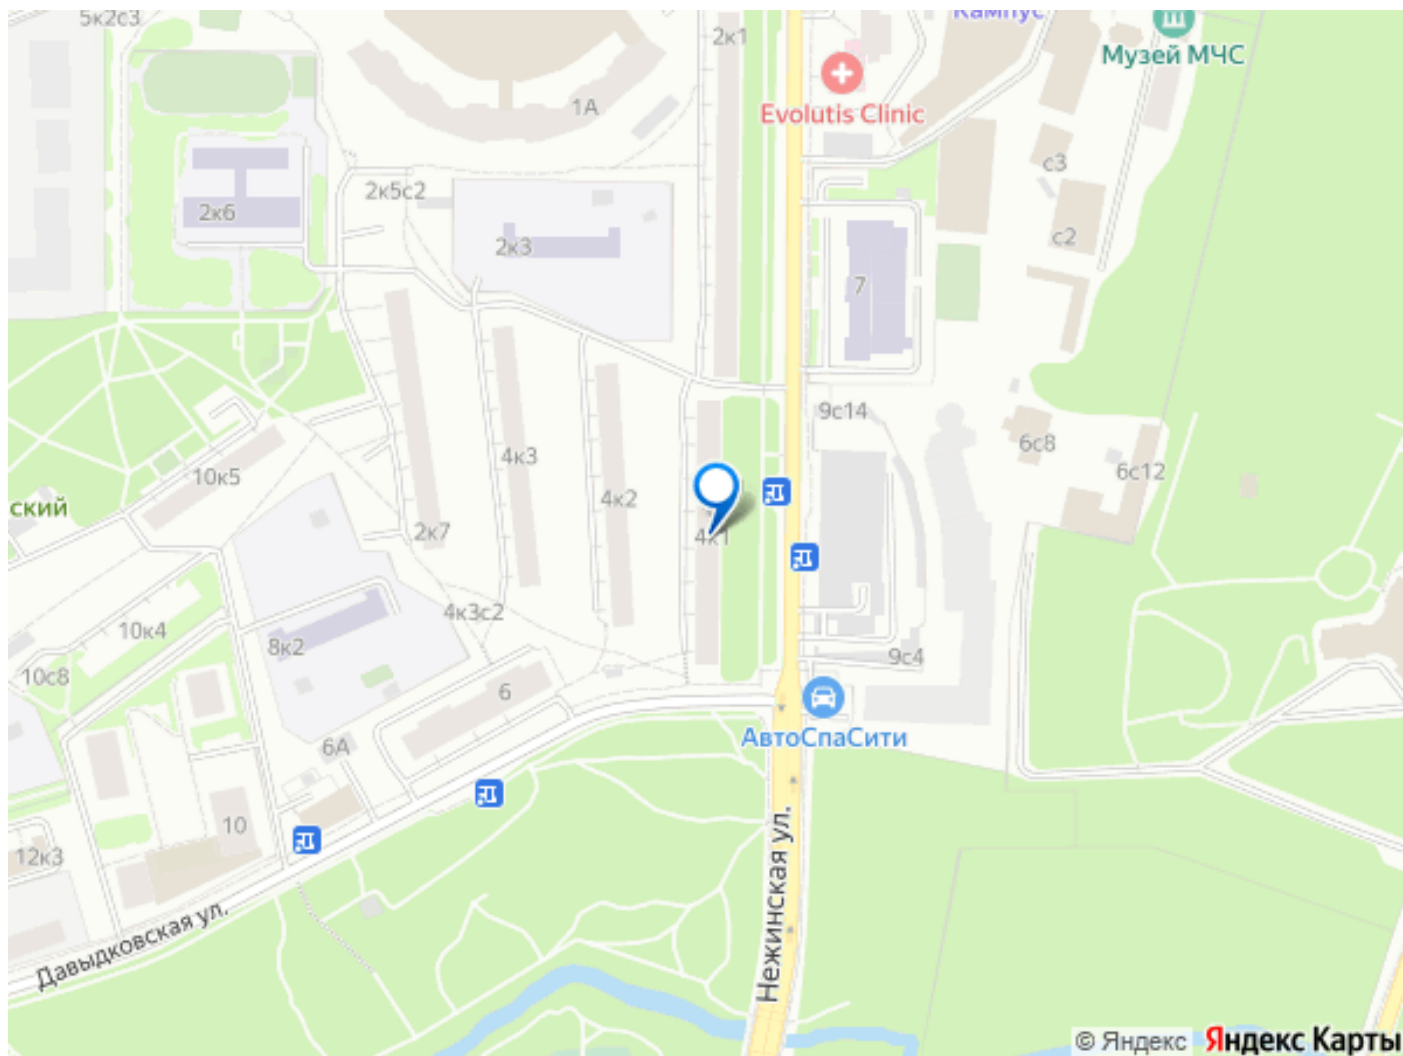 5к2с3
2к1
Кампус
Музей МЧС
1А
Evolutis Clinic
с3
2к5с2
2к6
с2
2к3
7
9с14
6с8
4к3
10к5
6с12
4к2
ский
2к7
4к1
4к3с2
10к4
8к2
9с4
10с8
6
6А
АвтоСпаСити
10
12к3
Нежинская ул.
Давыдковская ул.
© Яндекс
Яндекс Карты